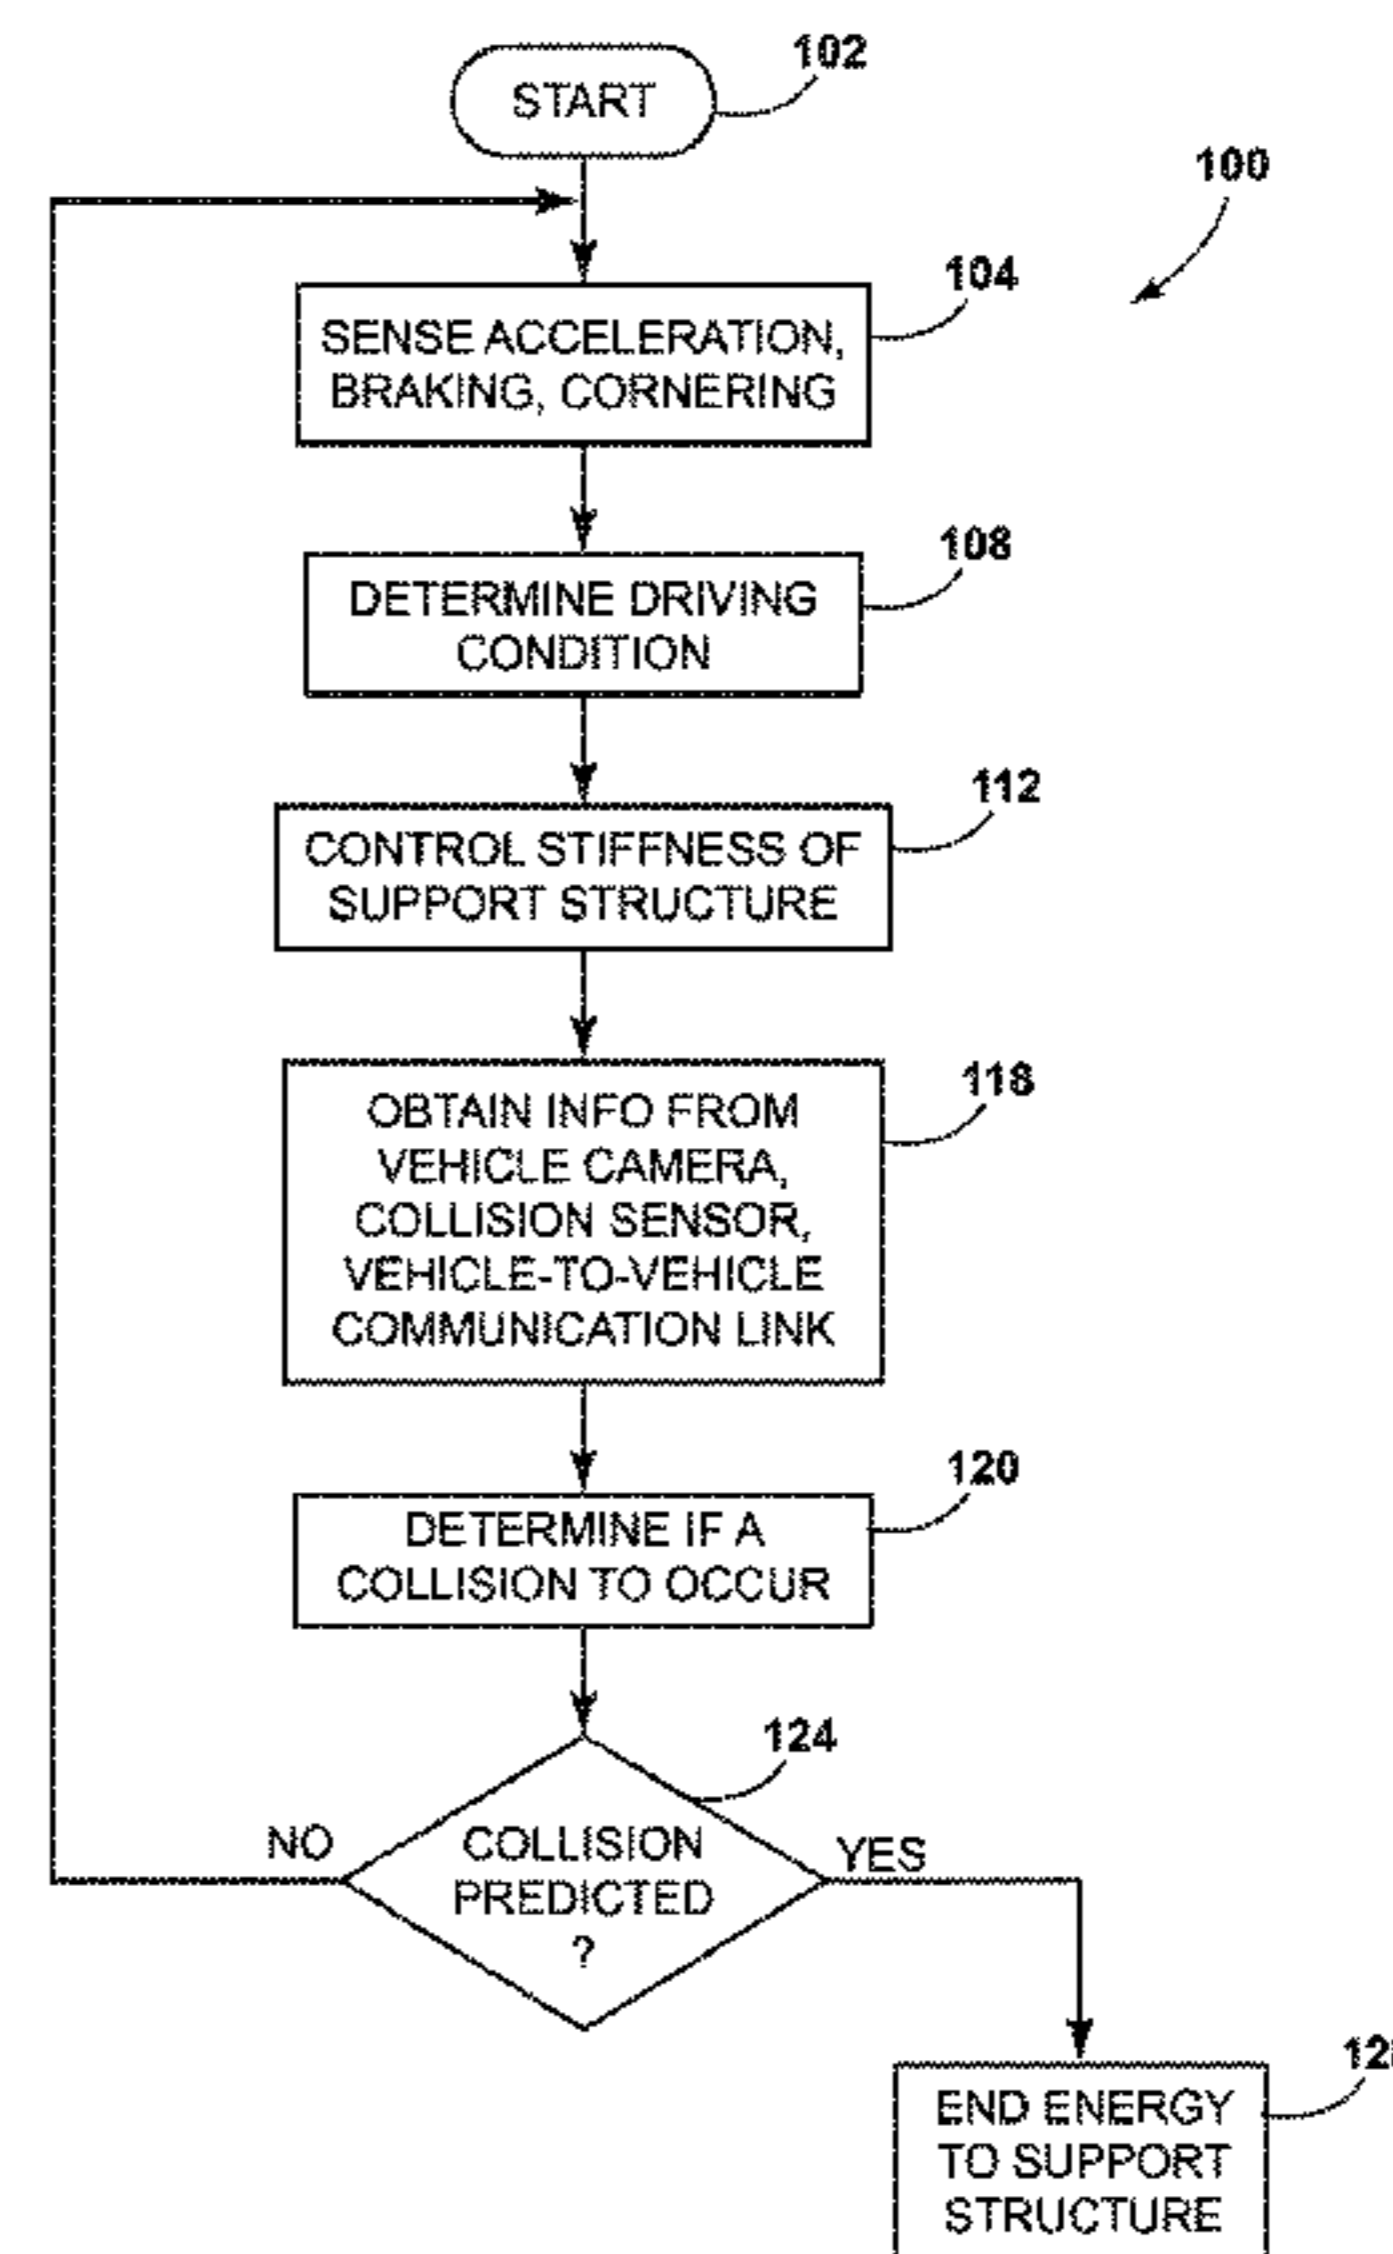 102
START
100
104
SENSE ACCELERATION,
BRAKING, CORNERING
108
DETERMINE DRIVING
CONDITION
112
CONTROL STIFFNESS OF
SUPPORT STRUCTURE
118
OBTAIN INFO FROM
VEHICLE CAMERA,
COLLISION SENSOR,
VEHICLE-TO-VEHICLE
COMMUNICATION LINK
120
DETERMINE IF A
COLLISION TO OCCUR
124
NO
COLLISION
PREDICTED
?
YES
END ENERGY
TO SUPPORT
STRUCTURE